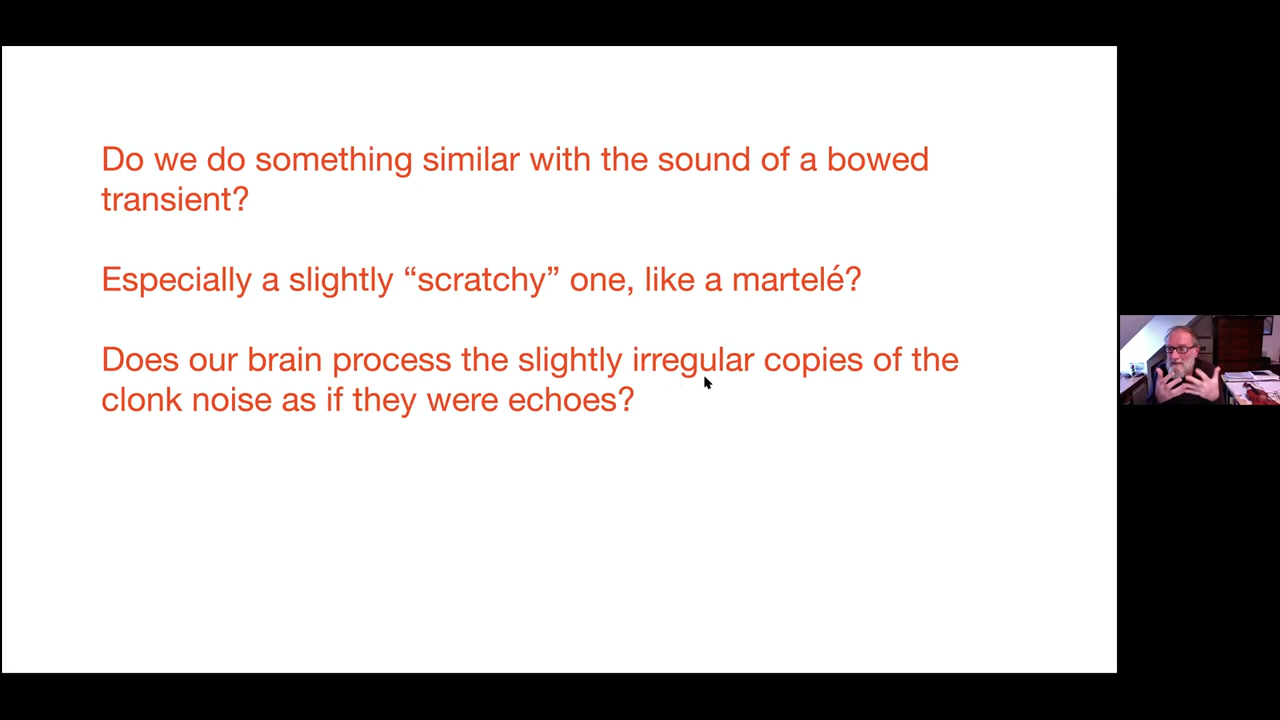 Do we do something similar with the sound of a bowed
transient?
Especially a slightly “scratchy” one, like a martelé?
Does our brain process the slightly irregular copies of the
clonk noise as if they were echoes?